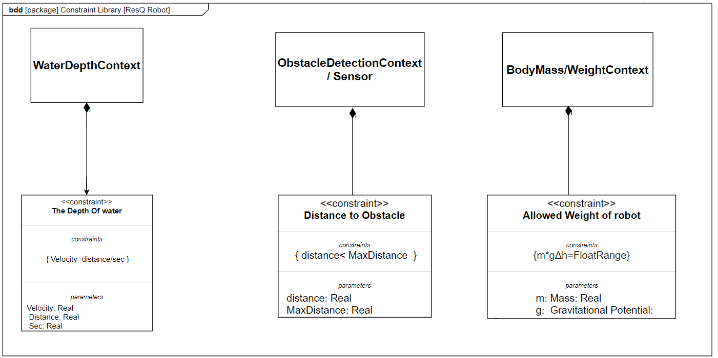 bdd [package] Constraint Library [ResQ Robot]
WaterDepthContext
ObstacleDetectionContext
/ Sensor
BodyMass/WeightContext
<<constraint>>
The Depth Of water
constraints
{ Velocity distance/sec }
parameters
Velocity: Real
Distance: Real
Sec: Real
<<constraint>>
Distance to Obstacle
constraints
{ distance< MaxDistance }
parameters
distance: Real
MaxDistance: Real
<<constraint>>
Allowed Weight of robot
constraints
{m*gΔh=FloatRange}
parameters
m: Mass: Real
g: Gravitational Potential: